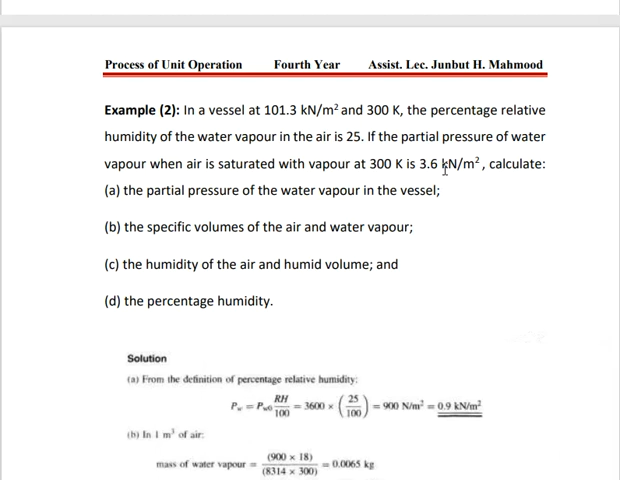 Process of Unit Operation Fourth Year Assist. Lec. Junbut H. Mahmood
Example (2): In a vessel at 101.3 kN/m² and 300 K, the percentage relative
humidity of the water vapour in the air is 25. If the partial pressure of water
vapour when air is saturated with vapour at 300 K is 3.6 kN/m² , calculate:
(a) the partial pressure of the water vapour in the vessel;
(b) the specific volumes of the air and water vapour;
(c) the humidity of the air and humid volume; and
(d) the percentage humidity.
Solution
(a) From the definition of percentage relative humidity:
P_w = P_w0 RH/100 = 3600 × (25/100) = 900 N/m² = 0.9 kN/m²
(b) In 1 m³ of air:
mass of water vapour = (900 × 18)/(8314 × 300) = 0.0065 kg